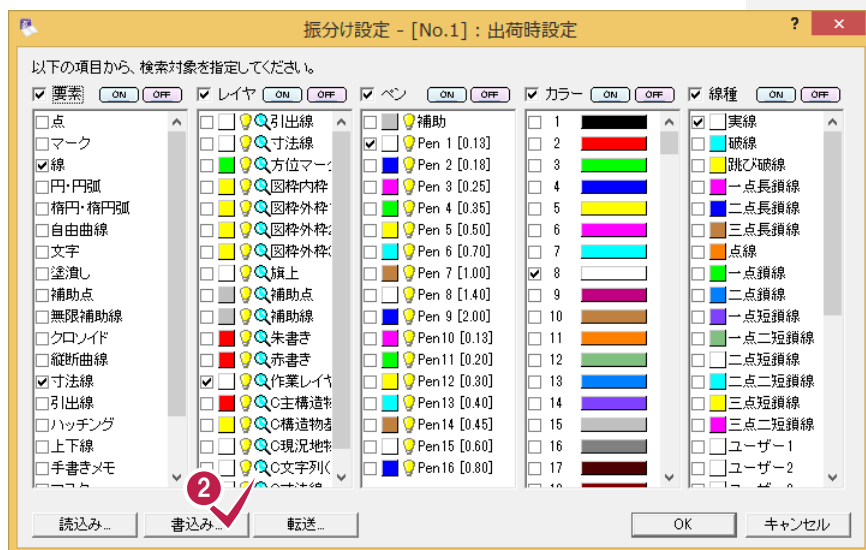 振分け設定 - [No.1] : 出荷時設定
?
×
以下の項目から、検索対象を指定してください。
要素 ON OFF
点
マーク
線
円・円弧
楕円・楕円弧
自由曲線
文字
塗潰し
補助点
無限補助線
クロソイド
縦断曲線
寸法線
引出線
ハッチング
上下線
手書きメモ
レイヤ ON OFF
引出線
寸法線
方位マー
図枠内枠
図枠外枠
図枠外枠
図枠外枠
旗上
補助点
補助線
朱書き
赤書き
作業レイヤ
C主構造物
C構造物
C現況地物
C文字列(
ペン ON OFF
補助
Pen 1 [0.13]
Pen 2 [0.18]
Pen 3 [0.25]
Pen 4 [0.35]
Pen 5 [0.50]
Pen 6 [0.70]
Pen 7 [1.00]
Pen 8 [1.40]
Pen 9 [2.00]
Pen10 [0.13]
Pen11 [0.20]
Pen12 [0.30]
Pen13 [0.40]
Pen14 [0.45]
Pen15 [0.60]
Pen16 [0.80]
カラー ON OFF
1
2
3
4
5
6
7
8
9
10
11
12
13
14
15
16
17
線種 ON OFF
実線
破線
跳び破線
一点長鎖線
二点長鎖線
三点長鎖線
点線
一点鎖線
二点鎖線
一点短鎖線
一点二短鎖線
二点短鎖線
二点二短鎖線
三点短鎖線
三点二短鎖線
ユーザー1
ユーザー2
2
読込み... 書込み... 転送... OK キャンセル